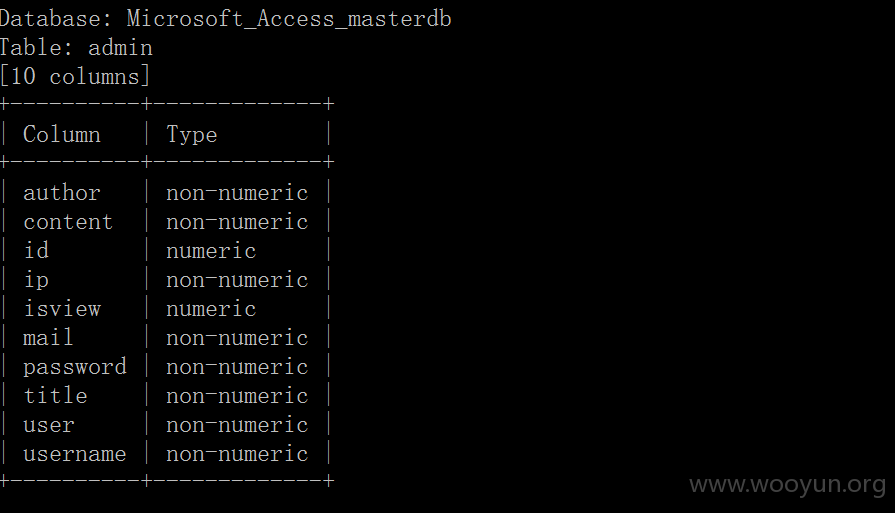 Database: Microsoft_Access_masterdb
Table: admin
[10 columns]
+----------+-------------+
| Column   | Type        |
+----------+-------------+
| author   | non-numeric |
| content  | non-numeric |
| id       | numeric     |
| ip       | non-numeric |
| isview   | numeric     |
| mail     | non-numeric |
| password | non-numeric |
| title    | non-numeric |
| user     | non-numeric |
| username | non-numeric |
+----------+-------------+
www.wooyun.org